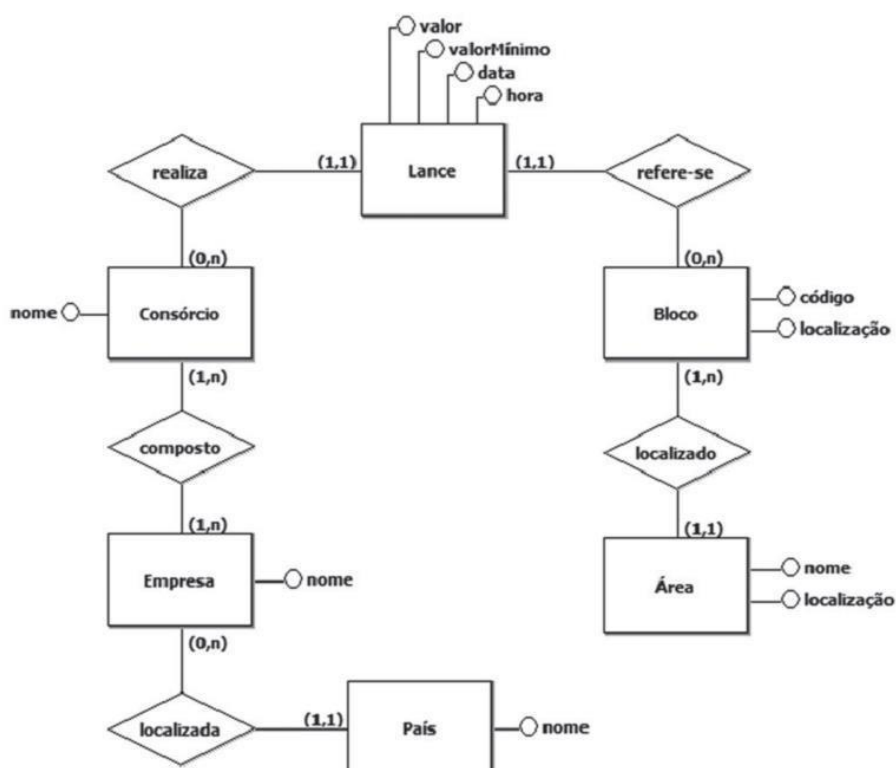 valor
valorMínimo
data
hora
realiza
(1,1)
Lance
(1,1)
refere-se
(0,n)
(0,n)
nome
Consórcio
Bloco
código
localização
(1,n)
(1,n)
composto
localizado
(1,n)
(1,1)
Empresa
nome
Área
nome
localização
(0,n)
localizada
(1,1)
País
nome